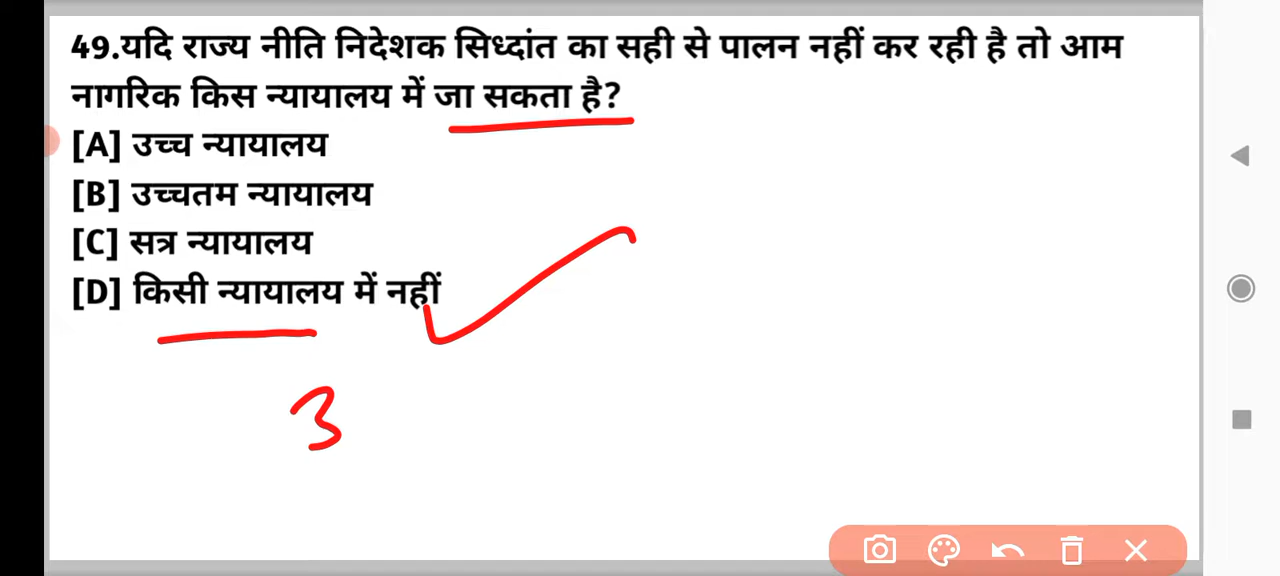 49.यदि राज्य नीति निदेशक सिध्दांत का सही से पालन नहीं कर रही है तो आम
नागरिक किस न्यायालय में जा सकता है?
[A] उच्च न्यायालय
[B] उच्चतम न्यायालय
[C] सत्र न्यायालय
[D] किसी न्यायालय में नहीं
3